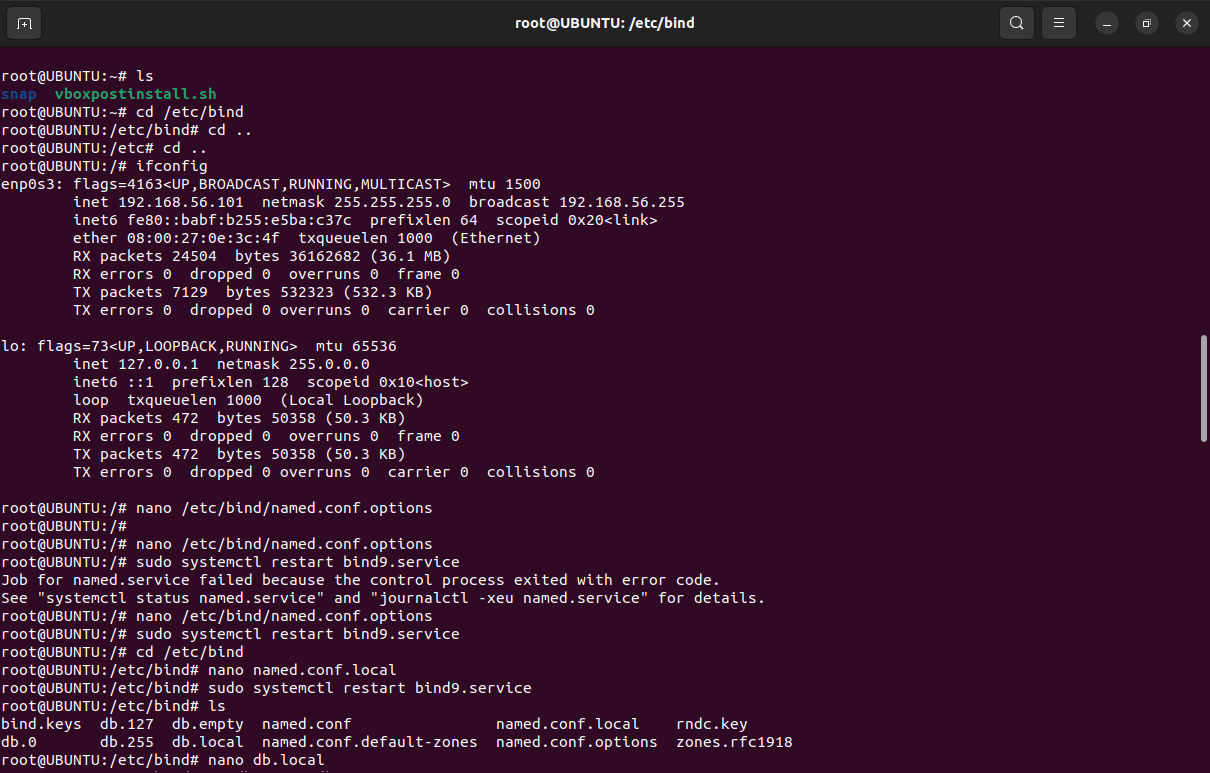 root@UBUNTU: /etc/bind
root@UBUNTU:~# ls
snap  vboxpostinstall.sh
root@UBUNTU:~# cd /etc/bind
root@UBUNTU:/etc/bind# cd ..
root@UBUNTU:/etc# cd ..
root@UBUNTU:/# ifconfig
enp0s3: flags=4163<UP,BROADCAST,RUNNING,MULTICAST>  mtu 1500
        inet 192.168.56.101  netmask 255.255.255.0  broadcast 192.168.56.255
        inet6 fe80::babf:b255:e5ba:c37c  prefixlen 64  scopeid 0x20<link>
        ether 08:00:27:0e:3c:4f  txqueuelen 1000  (Ethernet)
        RX packets 24504  bytes 36162682 (36.1 MB)
        RX errors 0  dropped 0  overruns 0  frame 0
        TX packets 7129  bytes 532323 (532.3 KB)
        TX errors 0  dropped 0 overruns 0  carrier 0  collisions 0
lo: flags=73<UP,LOOPBACK,RUNNING>  mtu 65536
        inet 127.0.0.1  netmask 255.0.0.0
        inet6 ::1  prefixlen 128  scopeid 0x10<host>
        loop  txqueuelen 1000  (Local Loopback)
        RX packets 472  bytes 50358 (50.3 KB)
        RX errors 0  dropped 0  overruns 0  frame 0
        TX packets 472  bytes 50358 (50.3 KB)
        TX errors 0  dropped 0 overruns 0  carrier 0  collisions 0
root@UBUNTU:/# nano /etc/bind/named.conf.options
root@UBUNTU:/#
root@UBUNTU:/# nano /etc/bind/named.conf.options
root@UBUNTU:/# sudo systemctl restart bind9.service
Job for named.service failed because the control process exited with error code.
See "systemctl status named.service" and "journalctl -xeu named.service" for details.
root@UBUNTU:/# nano /etc/bind/named.conf.options
root@UBUNTU:/# sudo systemctl restart bind9.service
root@UBUNTU:/# cd /etc/bind
root@UBUNTU:/etc/bind# nano named.conf.local
root@UBUNTU:/etc/bind# sudo systemctl restart bind9.service
root@UBUNTU:/etc/bind# ls
bind.keys  db.127  db.empty  named.conf                named.conf.local    rndc.key
db.0       db.255  db.local  named.conf.default-zones  named.conf.options  zones.rfc1918
root@UBUNTU:/etc/bind# nano db.local